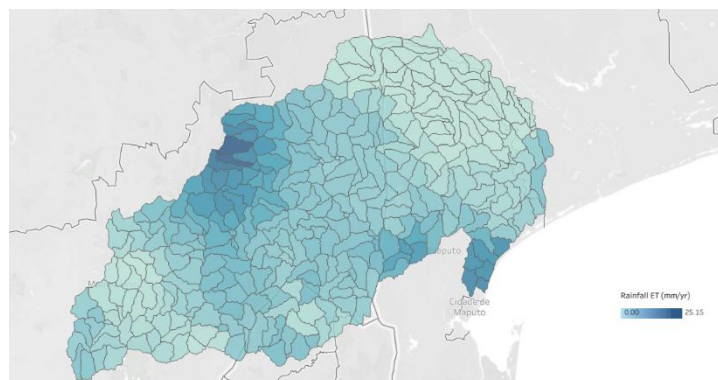 M
aputo
Cidade de
Maputo
Rainfall ET (mm/yr)
0.00 25.15